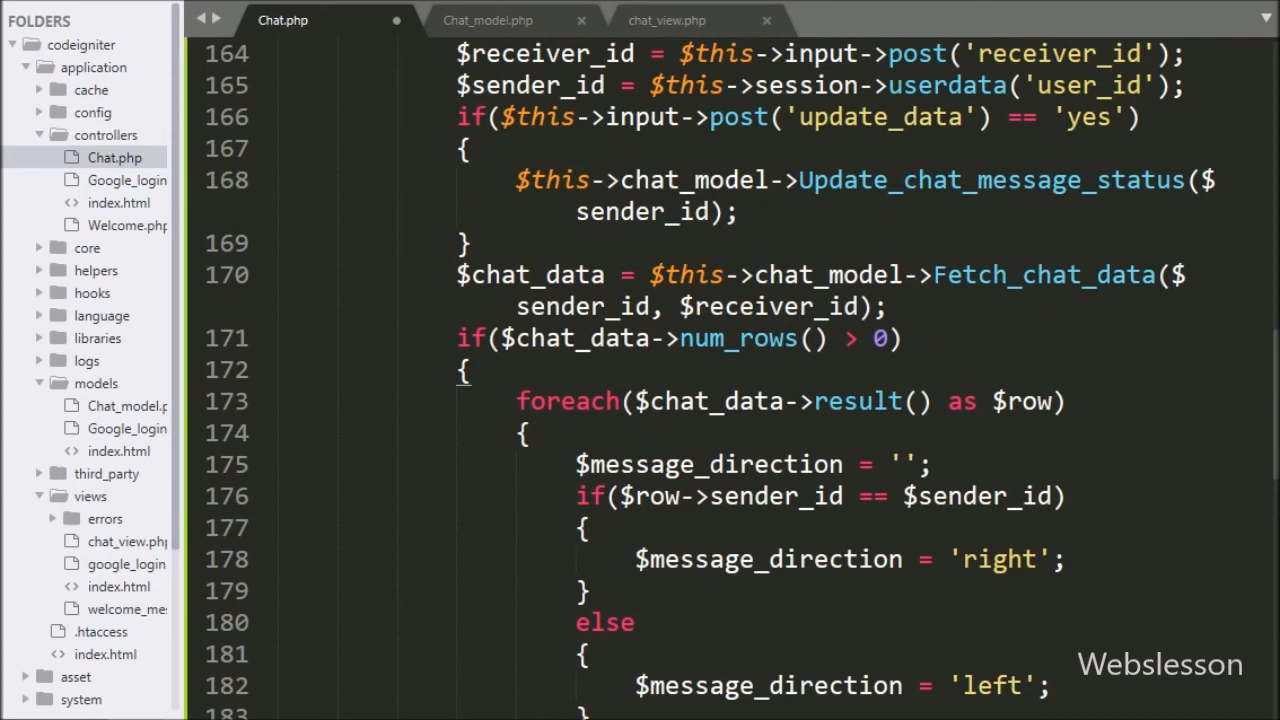 FOLDERS
codeigniter
application
cache
config
controllers
Chat.php
Google_login
index.html
Welcome.php
core
helpers
hooks
language
libraries
logs
models
Chat_model.p
Google_login
index.html
third_party
views
errors
chat_view.php
google_login
index.html
welcome_mes
.htaccess
index.html
asset
system
Chat.php
Chat_model.php
chat_view.php
164 $receiver_id = $this->input->post('receiver_id');
165 $sender_id = $this->session->userdata('user_id');
166 if($this->input->post('update_data') == 'yes')
167 {
168 $this->chat_model->Update_chat_message_status($
sender_id);
169 }
170 $chat_data = $this->chat_model->Fetch_chat_data($
sender_id, $receiver_id);
171 if($chat_data->num_rows() > 0)
172 {
173 foreach($chat_data->result() as $row)
174 {
175 $message_direction = '';
176 if($row->sender_id == $sender_id)
177 {
178 $message_direction = 'right';
179 }
180 else
181 {
182 $message_direction = 'left';
183 }
Webslesson